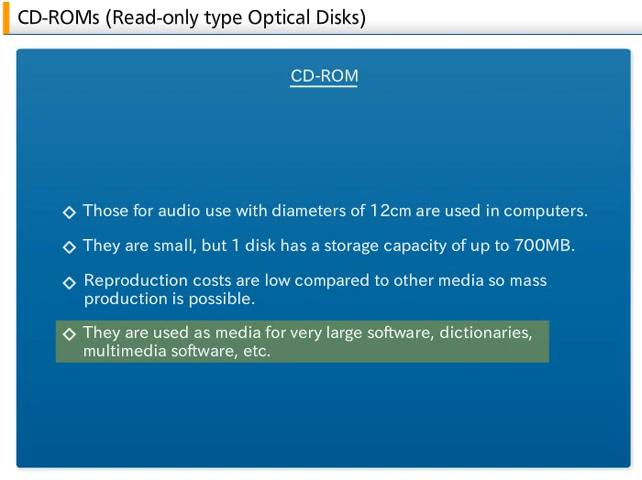 CD-ROMs (Read-only type Optical Disks)
CD-ROM
◇ Those for audio use with diameters of 12cm are used in computers.
◇ They are small, but 1 disk has a storage capacity of up to 700MB.
◇ Reproduction costs are low compared to other media so mass
production is possible.
◇ They are used as media for very large software, dictionaries,
multimedia software, etc.